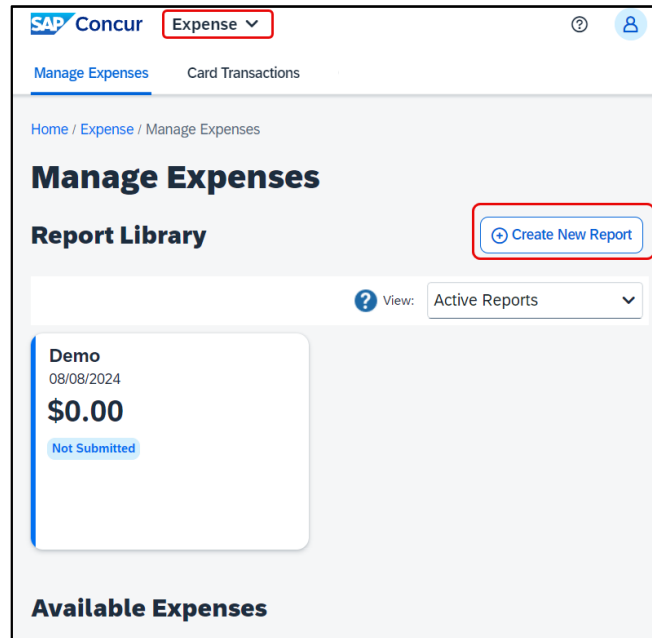 SAP Concur Expense
Manage Expenses Card Transactions
Home / Expense / Manage Expenses
Manage Expenses
Report Library
Create New Report
? View: Active Reports
Demo
08/08/2024
$0.00
Not Submitted
Available Expenses